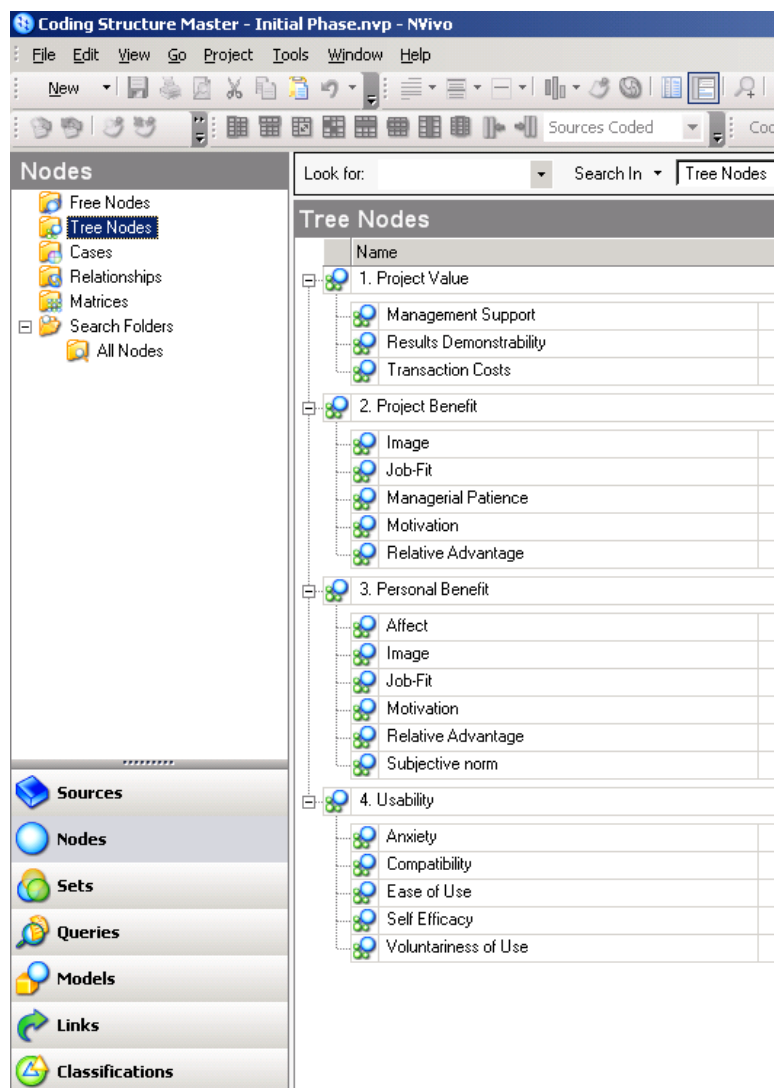 Coding Structure Master - Initial Phase.nvp - NVivo
File Edit View Go Project Tools Window Help
New
Sources Coded
Nodes
Free Nodes
Tree Nodes
Cases
Relationships
Matrices
Search Folders
All Nodes
Sources
Nodes
Sets
Queries
Models
Links
Classifications
Look for: Search In Tree Nodes
Tree Nodes
Name
1. Project Value
Management Support
Results Demonstrability
Transaction Costs
2. Project Benefit
Image
Job-Fit
Managerial Patience
Motivation
Relative Advantage
3. Personal Benefit
Affect
Image
Job-Fit
Motivation
Relative Advantage
Subjective norm
4. Usability
Anxiety
Compatibility
Ease of Use
Self Efficacy
Voluntariness of Use